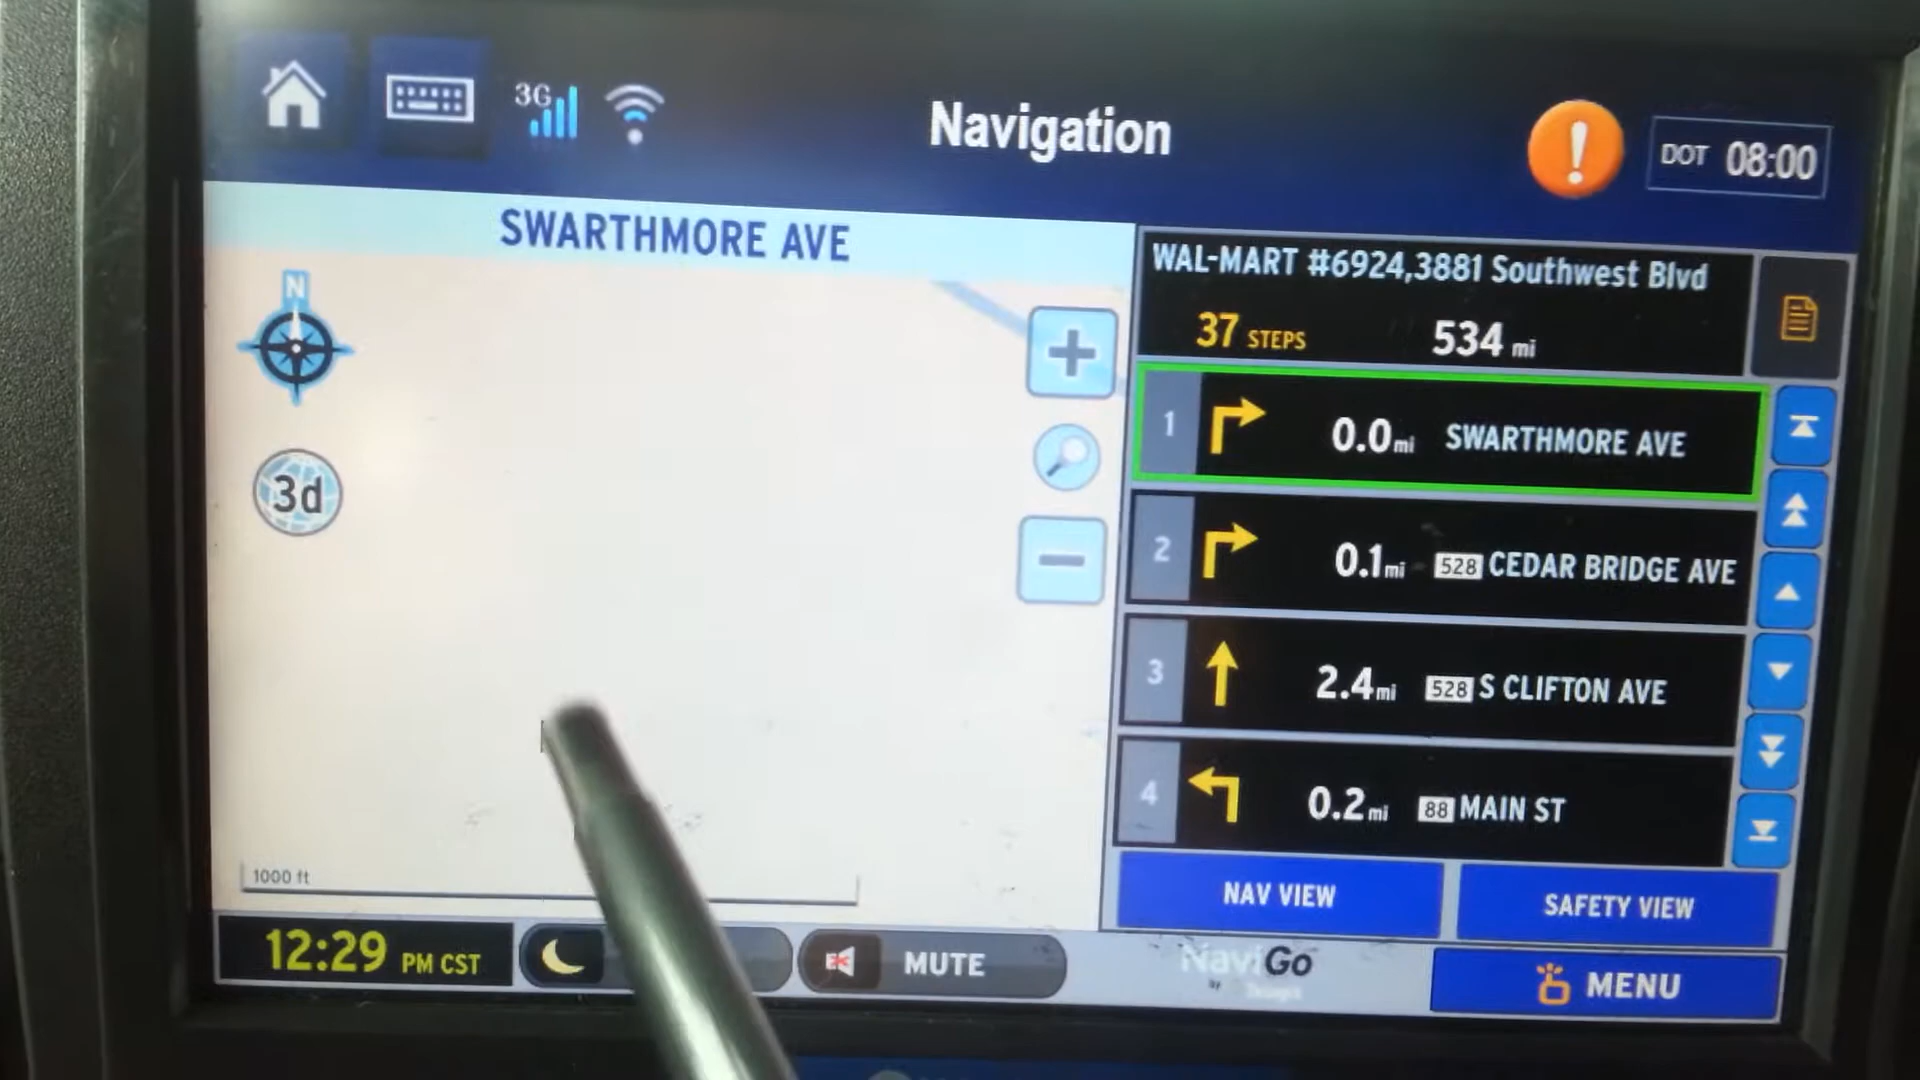 3G
Navigation
!
DOT 08:00
SWARTHMORE AVE
N
3d
1000 ft
WAL-MART #6924,3881 Southwest Blvd
37 STEPS 534 mi
1 0.0mi SWARTHMORE AVE
2 0.1mi 528 CEDAR BRIDGE AVE
3 2.4mi 528 S CLIFTON AVE
4 0.2mi 88 MAIN ST
NAV VIEW
SAFETY VIEW
12:29 PM CST
MUTE
NaviGo
by
MENU